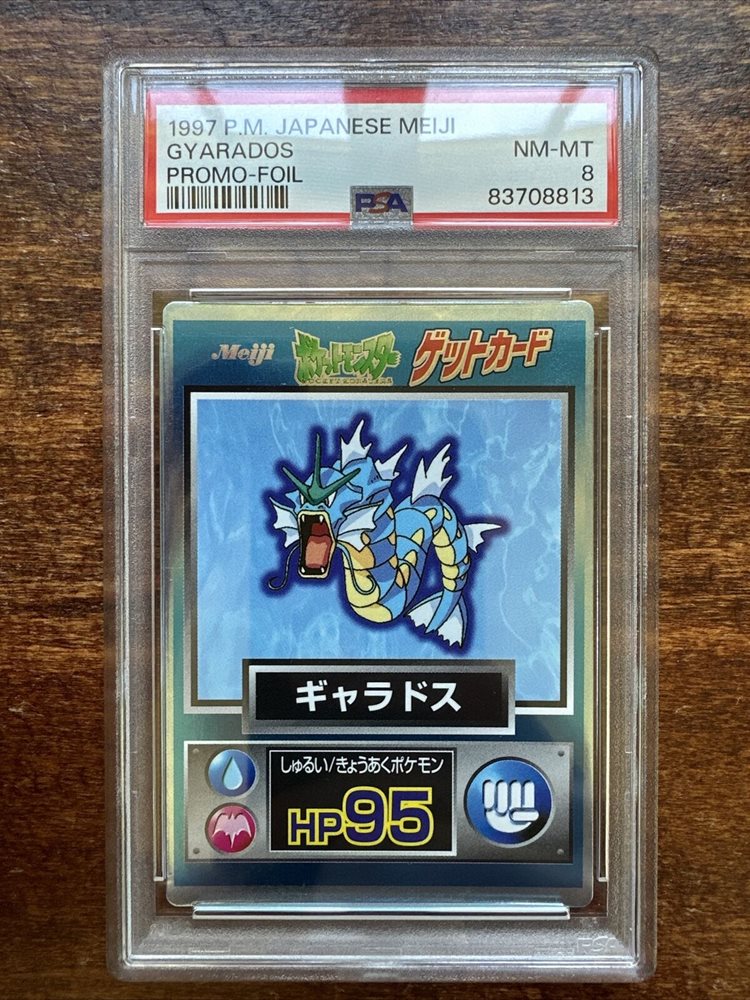 1997 P.M. JAPANESE MEIJI
GYARADOS NM-MT
PROMO-FOIL 8
PSA 83708813
Meiji ポケットモンスター ゲットカード
POCKET MONSTERS
ギャラドス
しゅるい/きょうあくポケモン
HP95